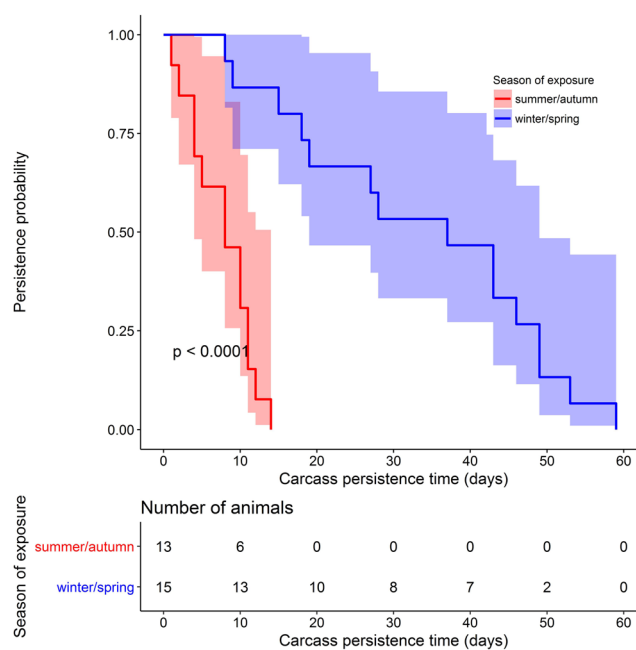 Persistence probability
1.00
0.75
0.50
0.25
0.00
Season of exposure
summer/autumn
winter/spring
p < 0.0001
0 10 20 30 40 50 60
Carcass persistence time (days)
Number of animals
Season of exposure
summer/autumn 13 6 0 0 0 0 0
winter/spring 15 13 10 8 7 2 0
0 10 20 30 40 50 60
Carcass persistence time (days)